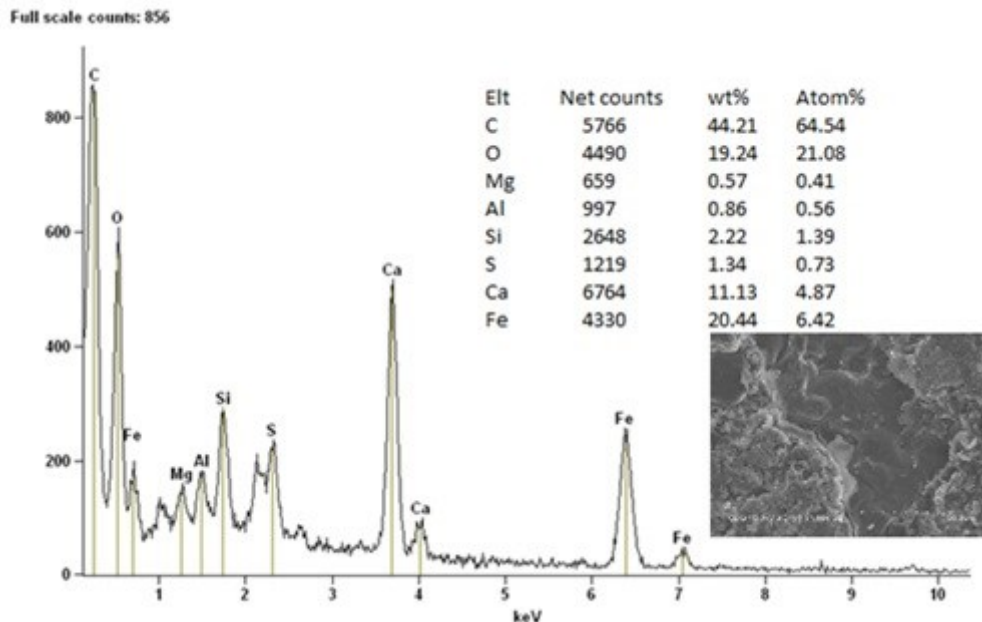 Full scale counts: 856
C
O
Fe
Mg
Al
Si
S
Ca
Ca
Fe
Fe
Elt Net counts wt% Atom%
C 5766 44.21 64.54
O 4490 19.24 21.08
Mg 659 0.57 0.41
Al 997 0.86 0.56
Si 2648 2.22 1.39
S 1219 1.34 0.73
Ca 6764 11.13 4.87
Fe 4330 20.44 6.42
800
600
400
200
0
1 2 3 4 5 6 7 8 9 10
keV